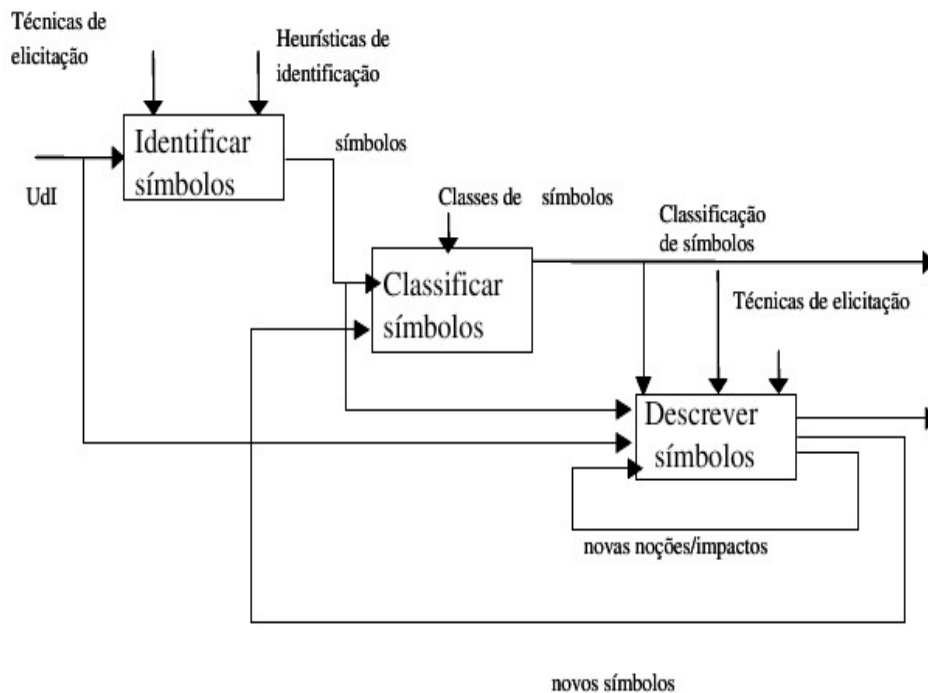 Técnicas de
elicitação
Heurísticas de
identificação
Identificar
símbolos
UdI
símbolos
Classes de símbolos
Classificar
símbolos
Classificação
de símbolos
Técnicas de elicitação
Descrever
símbolos
novas noções/impactos
novos símbolos